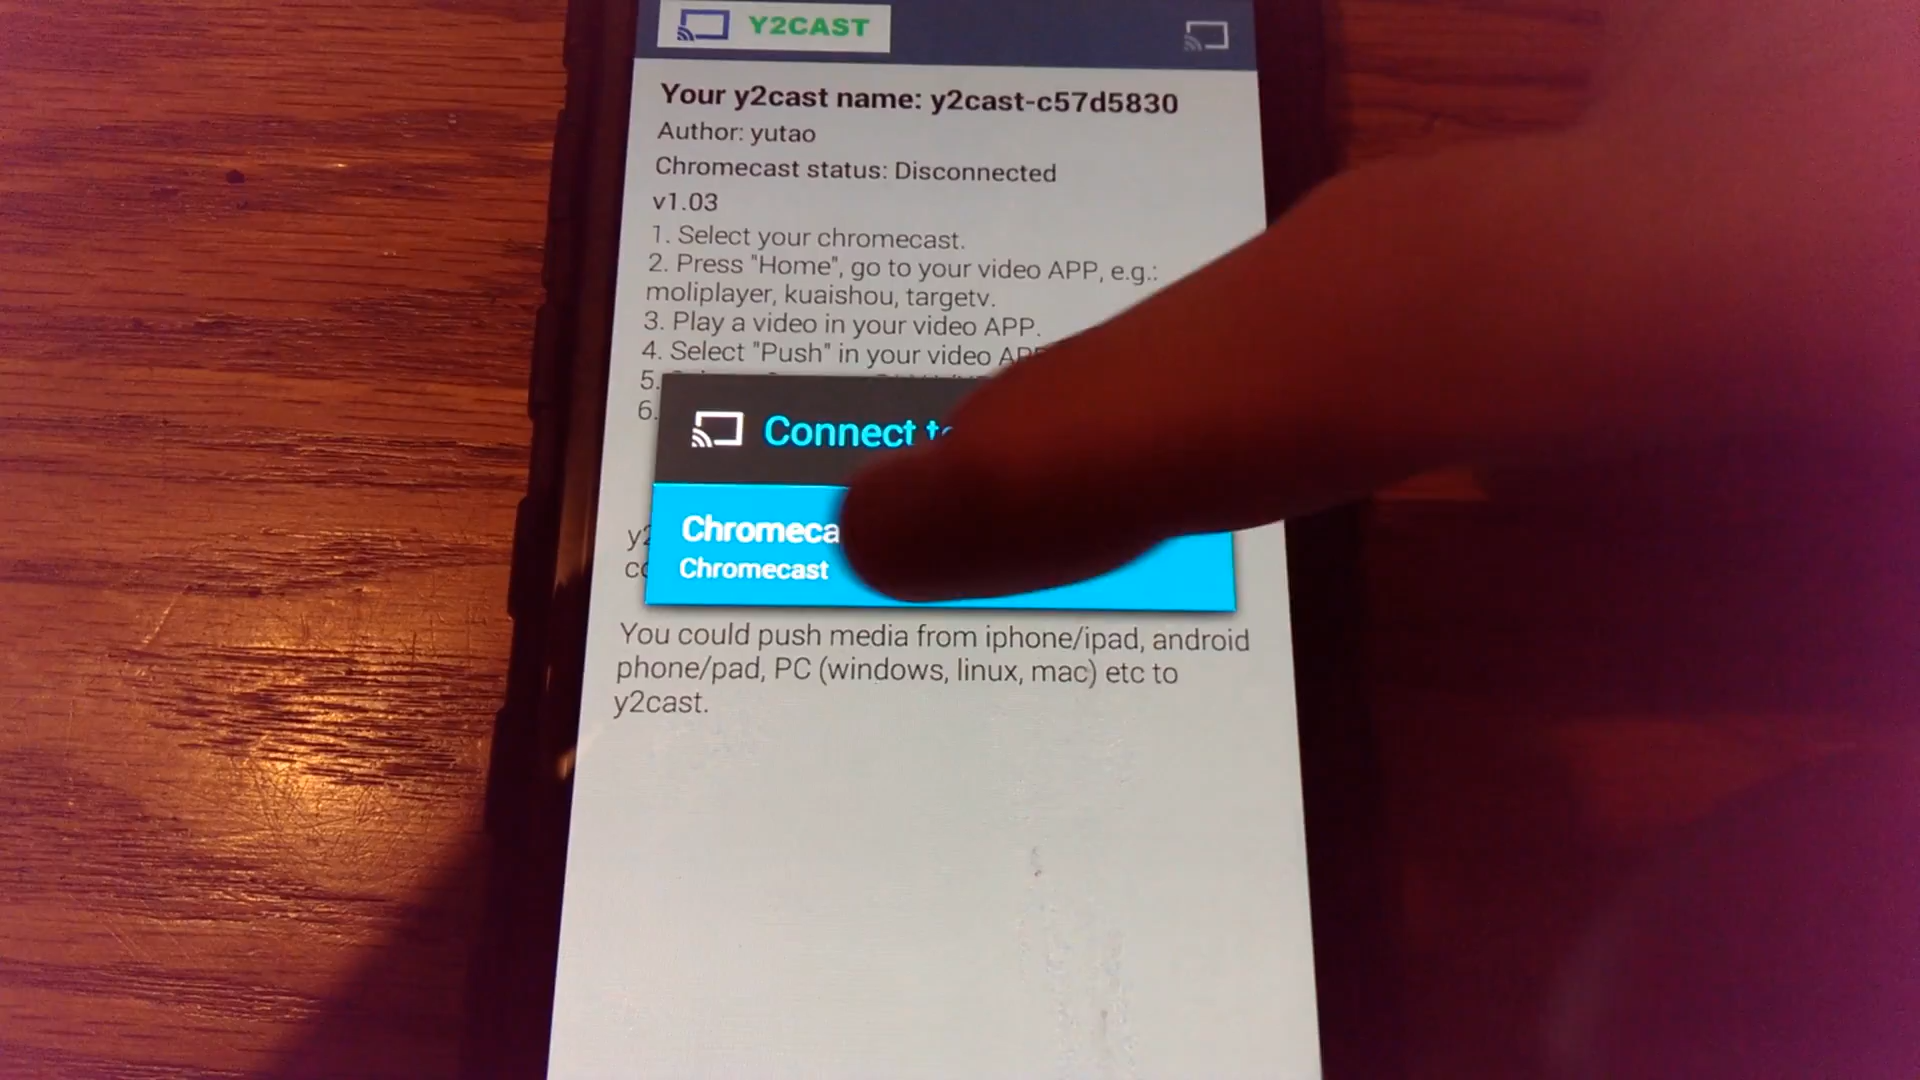 Y2CAST
Your y2cast name: y2cast-c57d5830
Author: yutao
Chromecast status: Disconnected
v1.03
1. Select your chromecast.
2. Press "Home", go to your video APP, e.g.:
moliplayer, kuaishou, targetv.
3. Play a video in your video APP.
4. Select "Push" in your video
5.
6.
Connect
Chromecast
You could push media from iphone/ipad, android
phone/pad, PC (windows, linux, mac) etc to
y2cast.